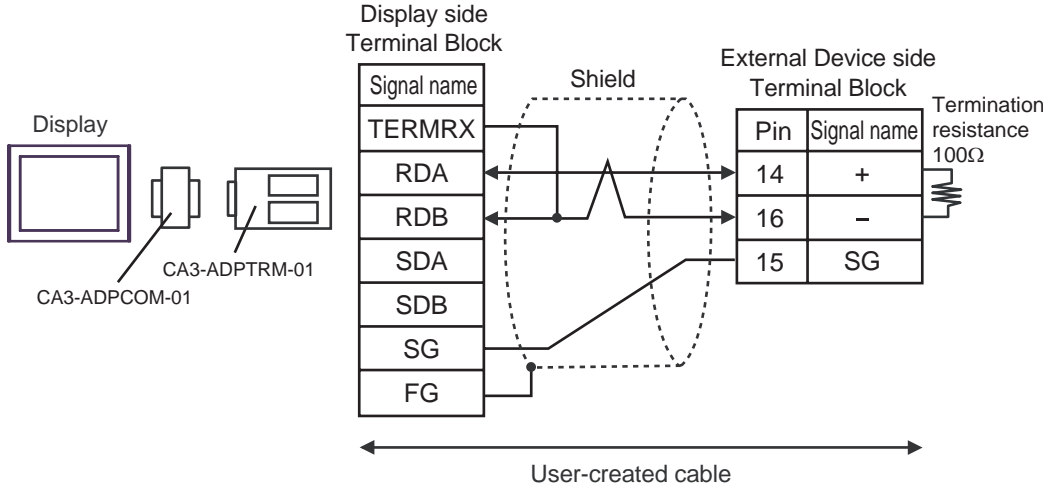 Display side
Terminal Block
Signal name
TERMRX
RDA
RDB
SDA
SDB
SG
FG
Shield
External Device side
Terminal Block
Pin
Signal name
14
+
16
–
15
SG
Termination
resistance
100Ω
Display
CA3-ADPTRM-01
CA3-ADPCOM-01
User-created cable